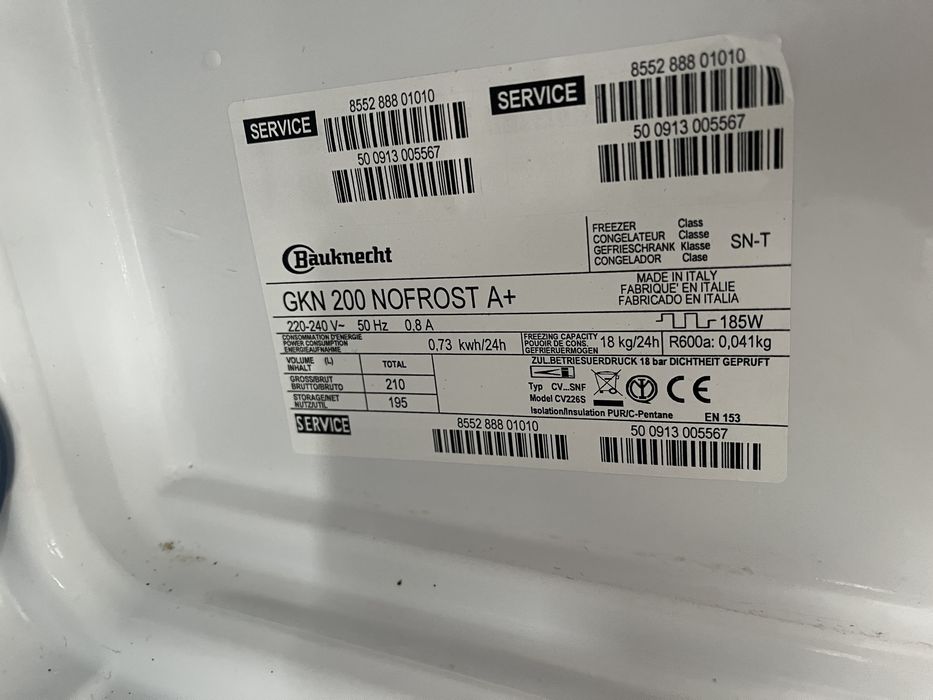 SERVICE 8552 888 01010
50 0913 005567
SERVICE 8552 888 01010
50 0913 005567
Bauknecht
FREEZER Class
CONGELATEUR Classe
GEFRIESCHRANK Klasse
CONGELADOR Clase
SN-T
GKN 200 NOFROST A+
MADE IN ITALY
FABRIQUE' EN ITALIE
FABRICADO EN ITALIA
220-240 V~ 50 Hz 0.8 A 185W
CONSOMMATION D'ENERGIE
POWER CONSUMPTION
ENERGIEAUFNAHME
0,73 kwh/24h
FREEZING CAPACITY
POUOIR DE CONS.
GEFRIERUERMOGEN
18 kg/24h
R600a: 0,041kg
VOLUME (L)
INHALT
TOTAL
GROSS/BRUT
BRUTTO/BRUTO
210
STORAGE/NET
NUTZ/UTIL
195
ZUL.BETRIESUERDRUCK 18 bar DICHTHEIT GEPRUFT
Typ CV...SNF
Model CV226S
CE
Isolation/Insulation PUR/C-Pentane EN 153
SERVICE 8552 888 01010 50 0913 005567